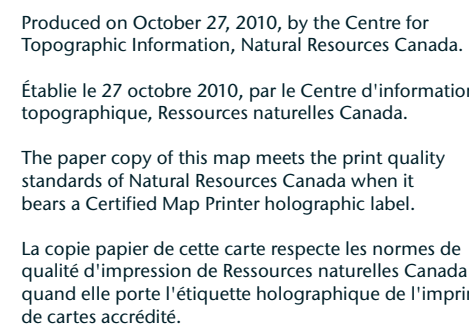 Produced on October 27, 2010, by the Centre for
Topographic Information, Natural Resources Canada.
Établie le 27 octobre 2010, par le Centre d'information
topographique, Ressources naturelles Canada.
The paper copy of this map meets the print quality
standards of Natural Resources Canada when it
bears a Certified Map Printer holographic label.
La copie papier de cette carte respecte les normes de
qualité d'impression de Ressources naturelles Canada
quand elle porte l'étiquette holographique de
de cartes accrédité.